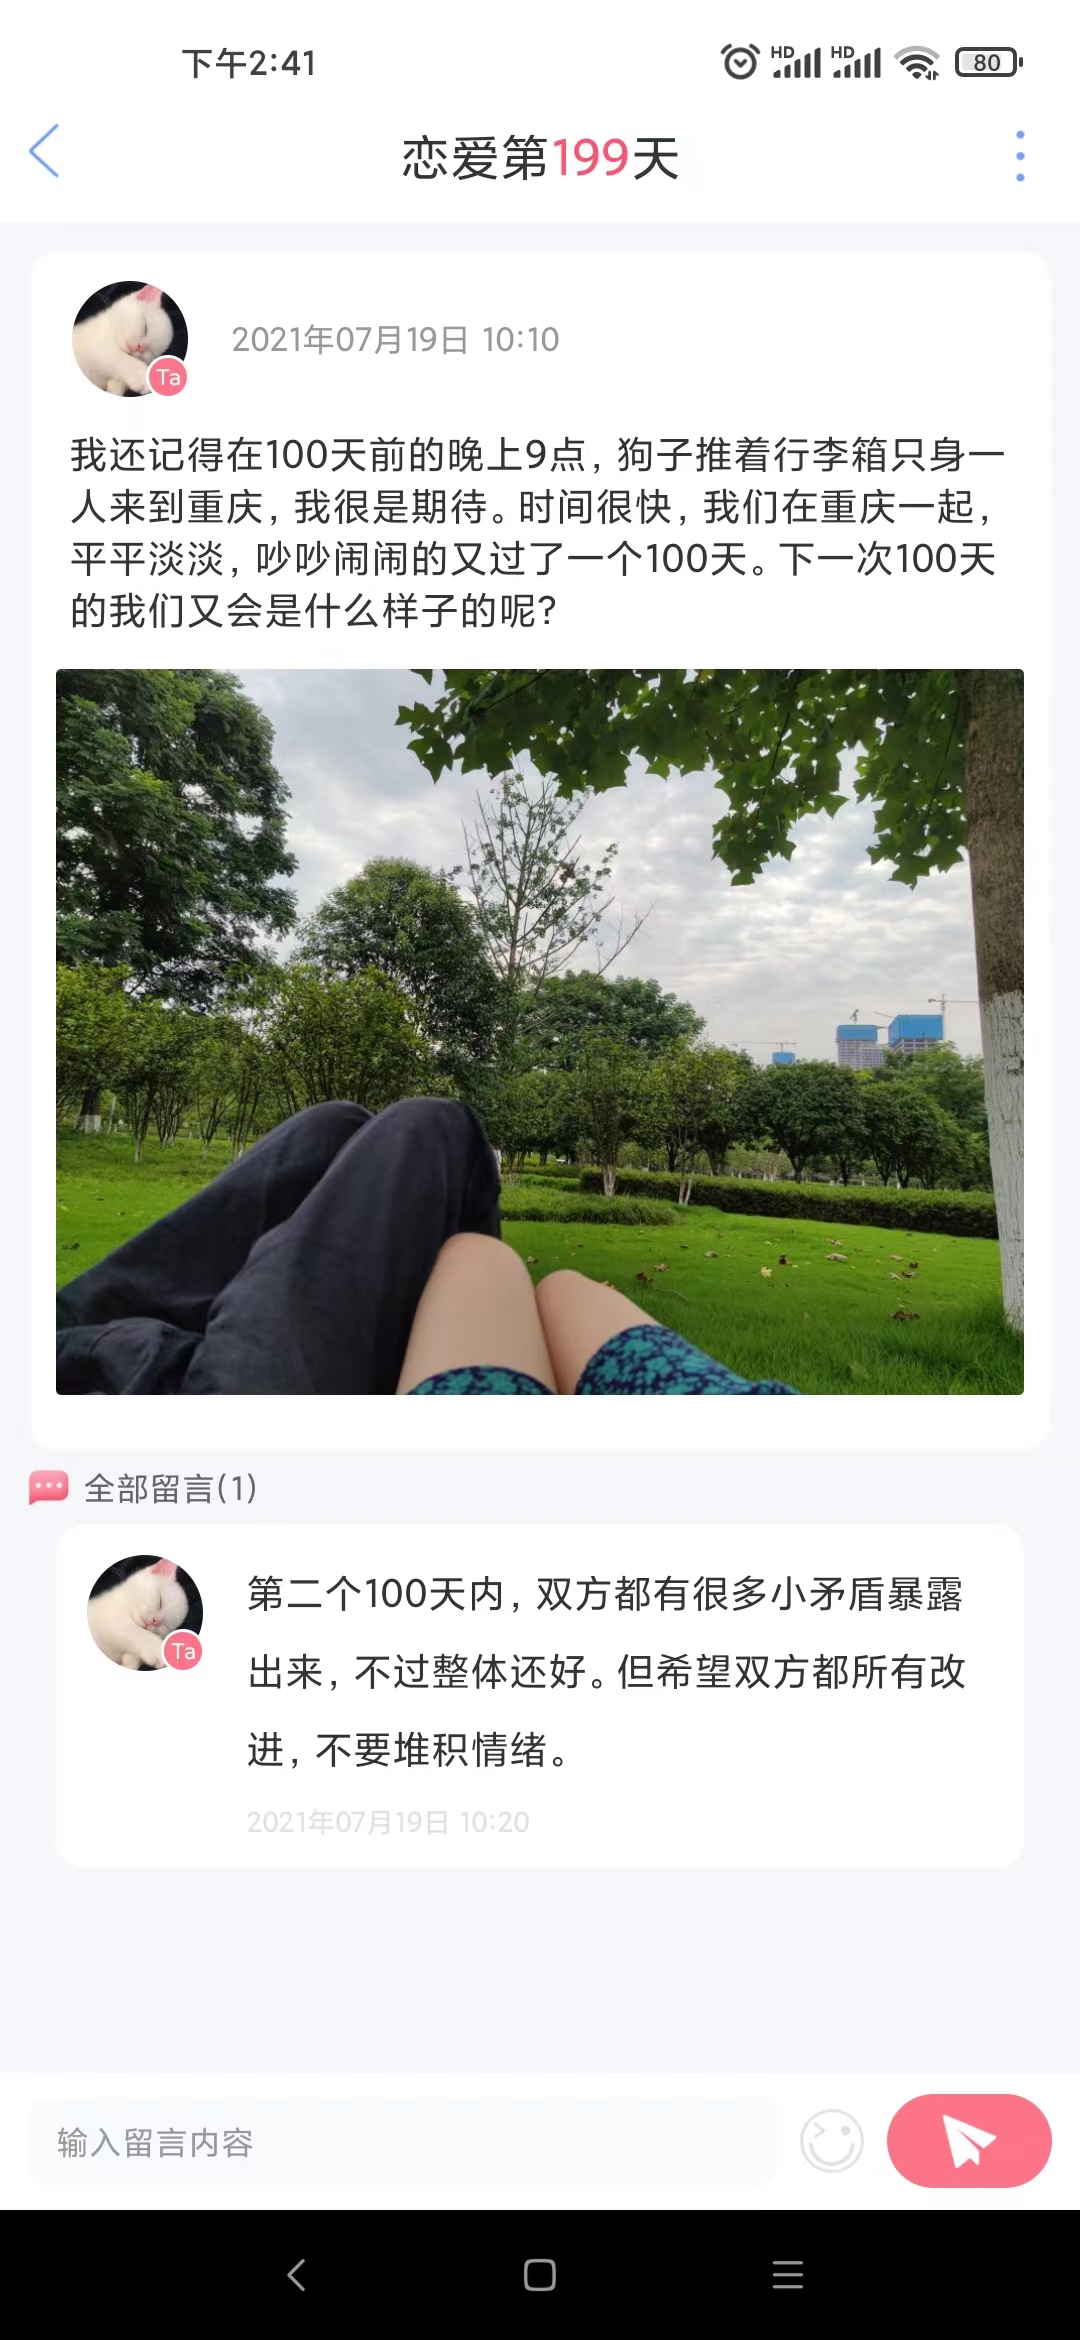 下午2:41
HD
HD
80
恋爱第199天
Ta
2021年07月19日 10:10
我还记得在100天前的晚上9点，狗子推着行李箱只身一
人来到重庆，我很是期待。时间很快，我们在重庆一起，
平平淡淡，吵吵闹闹的又过了一个100天。下一次100天
的我们又会是什么样子的呢？
全部留言(1)
Ta
第二个100天内，双方都有很多小矛盾暴露
出来，不过整体还好。但希望双方都所有改
进，不要堆积情绪。
2021年07月19日 10:20
输入留言内容